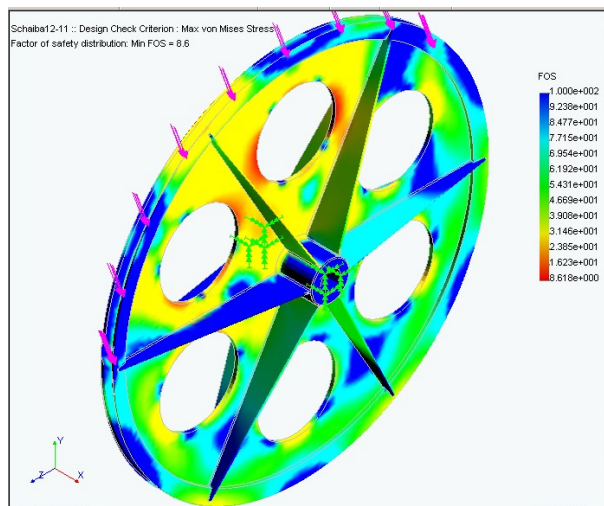 Schaiba12-11 :: Design Check Criterion : Max von Mises Stress
Factor of safety distribution: Min FOS = 8.6
FOS
1.000e+002
9.238e+001
8.477e+001
7.715e+001
6.954e+001
6.192e+001
5.431e+001
4.669e+001
3.908e+001
3.146e+001
2.385e+001
1.623e+001
8.618e+000
Y
Z
X